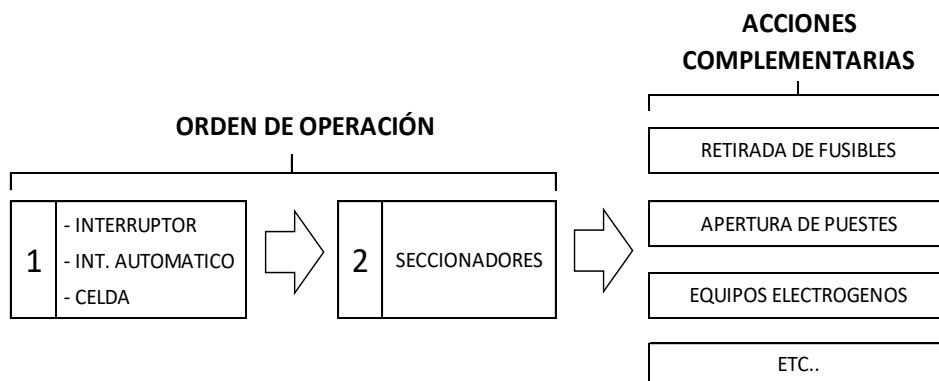 ACCIONES
COMPLEMENTARIAS
ORDEN DE OPERACIÓN
1
- INTERRUPTOR
- INT. AUTOMATICO
- CELDA
2
SECCIONADORES
RETIRADA DE FUSIBLES
APERTURA DE PUESTES
EQUIPOS ELECTROGENOS
ETC..